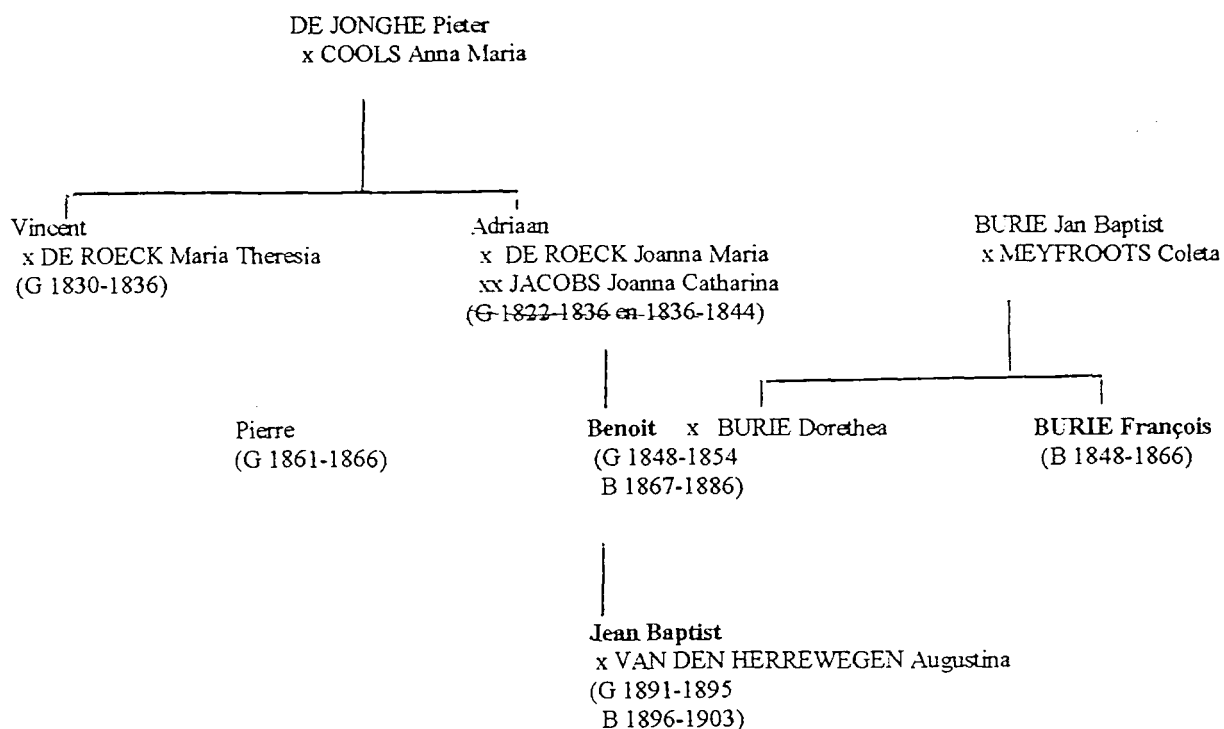 DE JONGHE Pieter
x COOLS Anna Maria
Vincent
x DE ROECK Maria Theresia
(G 1830-1836)
Adriaan
x DE ROECK Joanna Maria
xx JACOBS Joanna Catharina
(G 1822-1836 en 1836-1844)
BURIE Jan Baptist
x MEYFROOTS Coleta
Pierre
(G 1861-1866)
Benoit x BURIE Dorethea
(G 1848-1854
B 1867-1886)
BURIE François
(B 1848-1866)
Jean Baptist
x VAN DEN HERREWEGEN Augustina
(G 1891-1895
B 1896-1903)